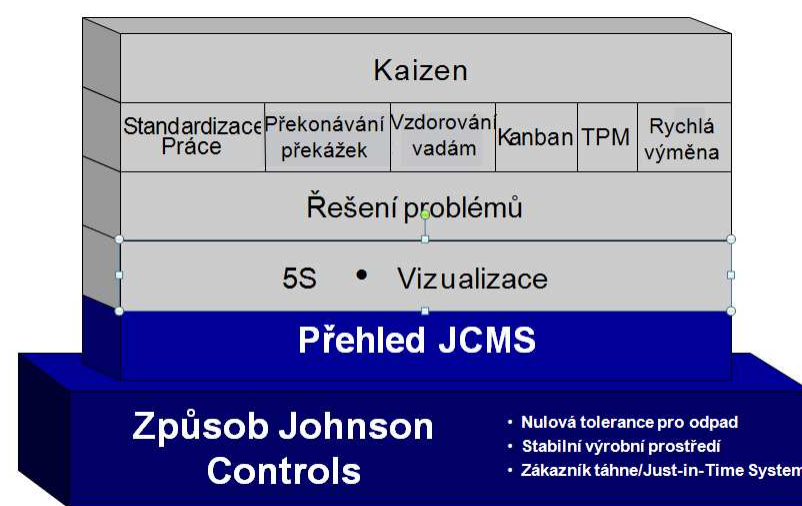 Kaizen
Standardizace Práce
Překonávání překážek
Vzdorování vadám
Kanban
TPM
Rychlá výměna
Řešení problémů
5S • Vizualizace
Přehled JCMS
Způsob Johnson
Controls
• Nulová tolerance pro odpad
• Stabilní výrobní prostředí
• Zákazník táhne/Just-in-Time System